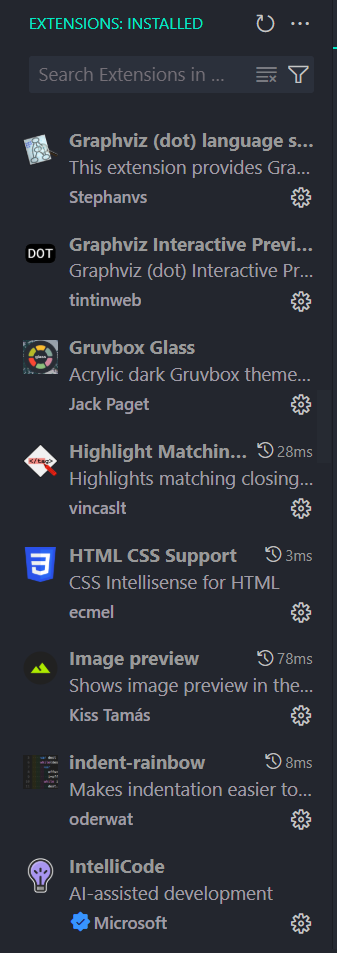 EXTENSIONS: INSTALLED
Search Extensions in ...
Graphviz (dot) language s...
This extension provides Gra...
Stephanvs
DOT
Graphviz Interactive Previ...
Graphviz (dot) Interactive Pr...
tintinweb
Gruvbox Glass
Acrylic dark Gruvbox theme...
Jack Paget
Highlight Matchin... 28ms
Highlights matching closing...
vincaslt
HTML CSS Support 3ms
CSS Intellisense for HTML
ecmel
Image preview 78ms
Shows image preview in the...
Kiss Tamás
indent-rainbow 8ms
Makes indentation easier to...
oderwat
IntelliCode
AI-assisted development
Microsoft